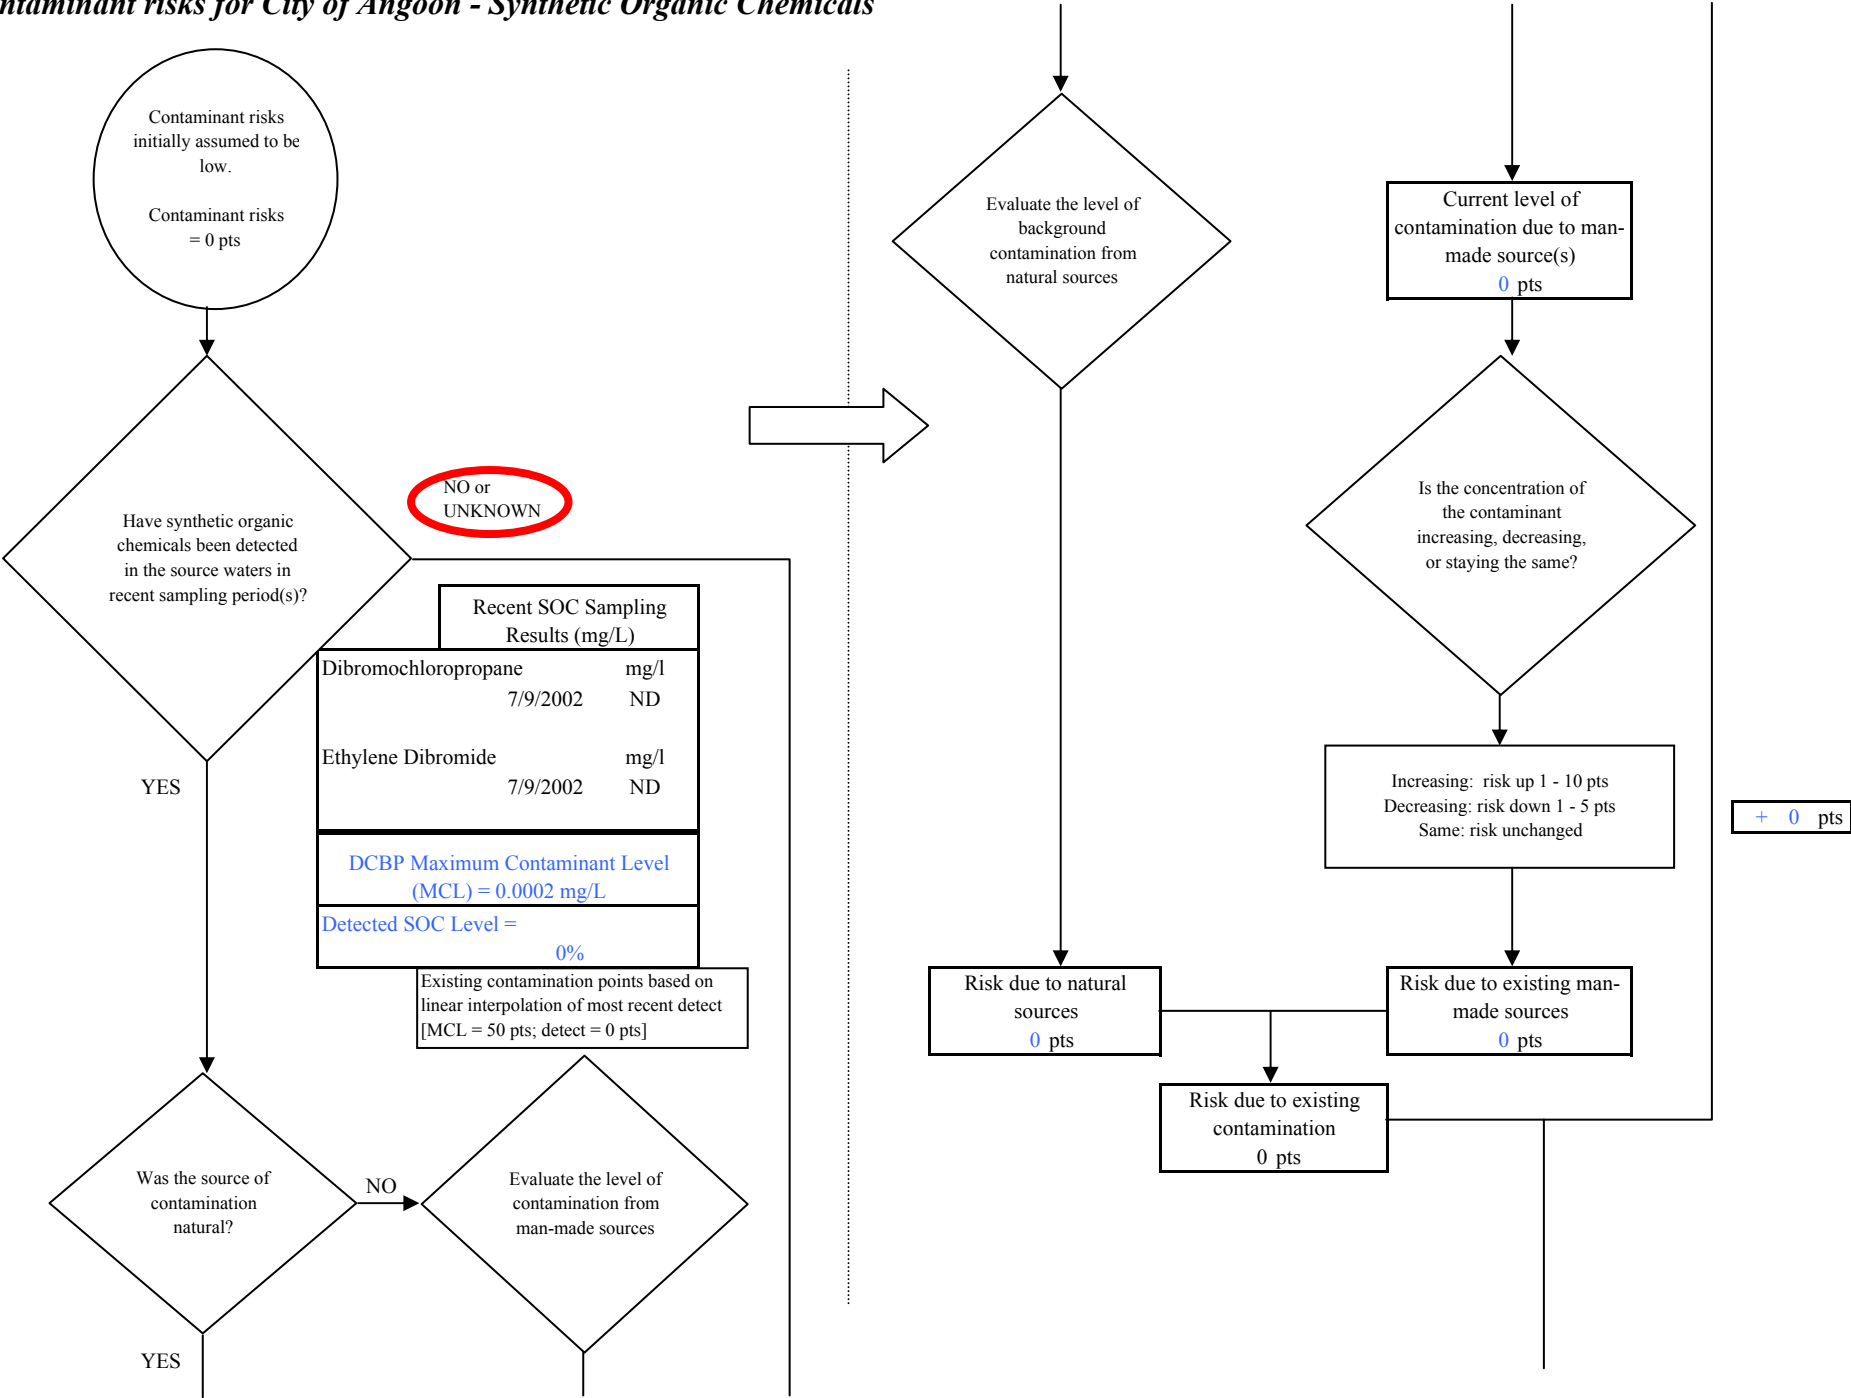 ntaminant risks for City of Angoon - Synthetic Organic Chemicals
Contaminant risks
initially assumed to be
low.
Contaminant risks
= 0 pts
Have synthetic organic
chemicals been detected
in the source waters in
recent sampling period(s)?
NO or
UNKNOWN
YES
Recent SOC Sampling
Results (mg/L)
Dibromochloropropane mg/l
7/9/2002 ND
Ethylene Dibromide mg/l
7/9/2002 ND
DCBP Maximum Contaminant Level
(MCL) = 0.0002 mg/L
Detected SOC Level =
0%
Existing contamination points based on
linear interpolation of most recent detect
[MCL = 50 pts; detect = 0 pts]
Was the source of
contamination
natural?
NO
YES
Evaluate the level of
contamination from
man-made sources
Evaluate the level of
background
contamination from
natural sources
Current level of
contamination due to man-
made source(s)
0 pts
Is the concentration of
the contaminant
increasing, decreasing,
or staying the same?
Increasing: risk up 1 - 10 pts
Decreasing: risk down 1 - 5 pts
Same: risk unchanged
+ 0 pts
Risk due to natural
sources
0 pts
Risk due to existing man-
made sources
0 pts
Risk due to existing
contamination
0 pts